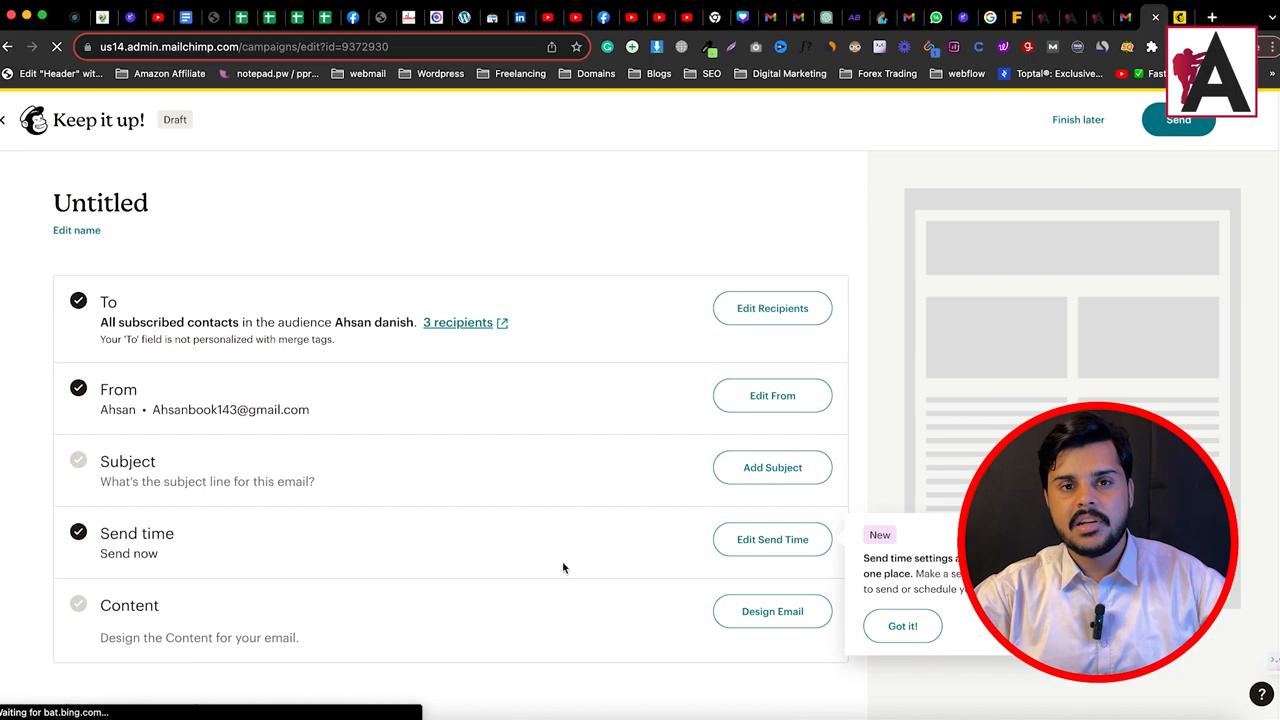 us14.admin.mailchimp.com/campaigns/edit?id=9372930
Edit "Header" wit...
Amazon Affiliate
notepad.pw / ppr...
webmail
Wordpress
Freelancing
Domains
Blogs
SEO
Digital Marketing
Forex Trading
webflow
Toptal®: Exclusive...
A
Keep it up!
Draft
Finish later
Send
Untitled
Edit name
To
All subscribed contacts in the audience Ahsan danish. 3 recipients
Your 'To' field is not personalized with merge tags.
Edit Recipients
From
Ahsan • Ahsanbook143@gmail.com
Edit From
Subject
What's the subject line for this email?
Add Subject
Send time
Send now
Edit Send Time
New
Send time settings
one place. Make a
to send or schedule
Got it!
Content
Design the Content for your email.
Design Email
?
Waiting for bat.bing.com...